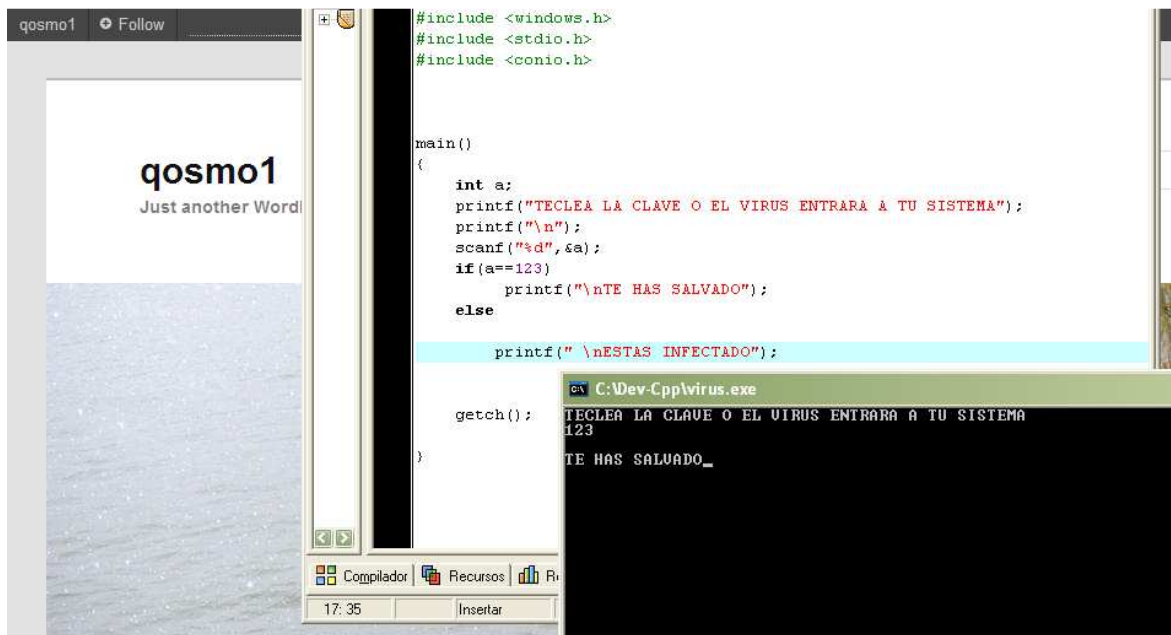 qosmo1 Follow
qosmo1
Just another
#include <windows.h>
#include <stdio.h>
#include <conio.h>
main()
{
int a;
printf("TECLEA LA CLAVE O EL VIRUS ENTRARA A TU SISTEMA");
printf("\n");
scanf("%d",&a);
if(a==123)
printf("\nTE HAS SALVADO");
else
printf(" \nESTAS INFECTADO");
getch();
}
Compilador Recursos
17: 35 Insertar
C:\Dev-Cpp\virus.exe
TECLEA LA CLAVE O EL VIRUS ENTRARA A TU SISTEMA
123
TE HAS SALVADO_